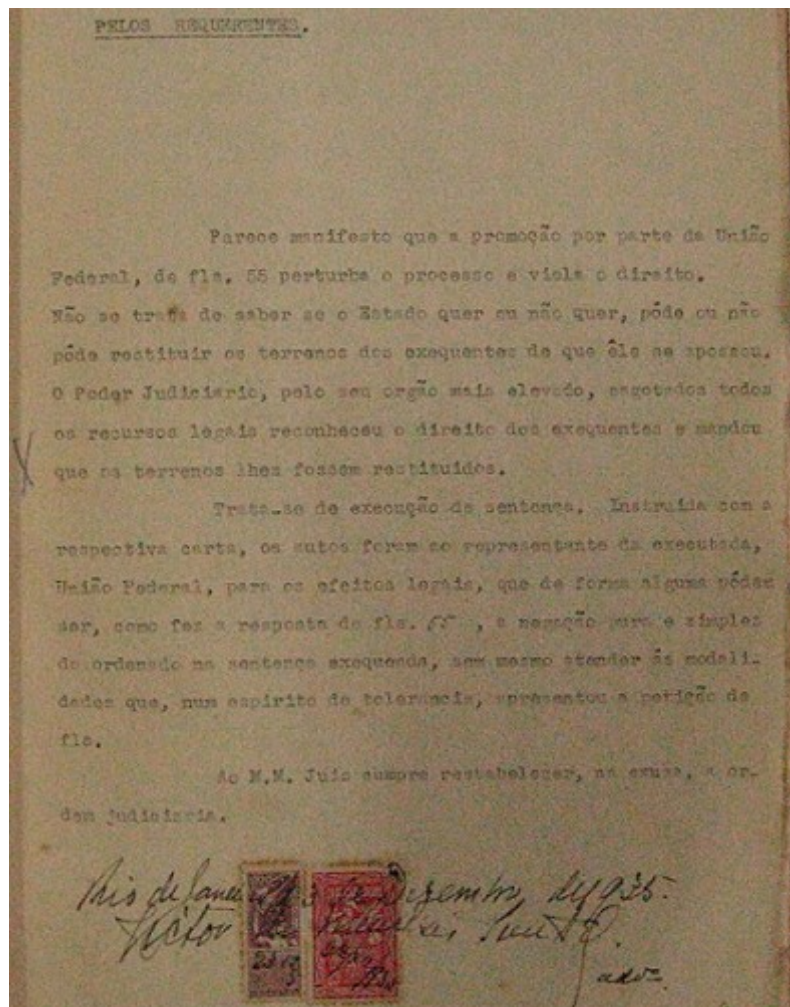 PELOS REQUERENTES.
Parece manifesto que a promoção por parte da União
Federal, de fls. 55 perturba o processo e viola o direito.
Não se trata de saber se o Estado quer ou não quer, póde ou não
póde restituir os terrenos dos exequentes de que êle se apossou.
O Poder Judiciario, pelo seu orgão mais elevado, esgotados todos
os recursos legais reconheceu o direito dos exequentes e mandou
que os terrenos lhes fossem restituidos.
Trata-se de execução de sentença. Instruida com a
respectiva carta, os autos foram ao representante da executada,
União Federal, para os efeitos legais, que de forma alguma pódem
ser, como fez a resposta de fls. 55, a negação pura e simples
do ordenado na sentença exequenda, sem mesmo atender ás modali-
dades que, num espirito de tolerancia, apresentou a petição de
fls.
Ao M.M. Juis cumpre restabelecer, na causa, a or-
dem judiciaria.
Rio de Janeiro 23 de Dezembro de 1935.
Victor
advº